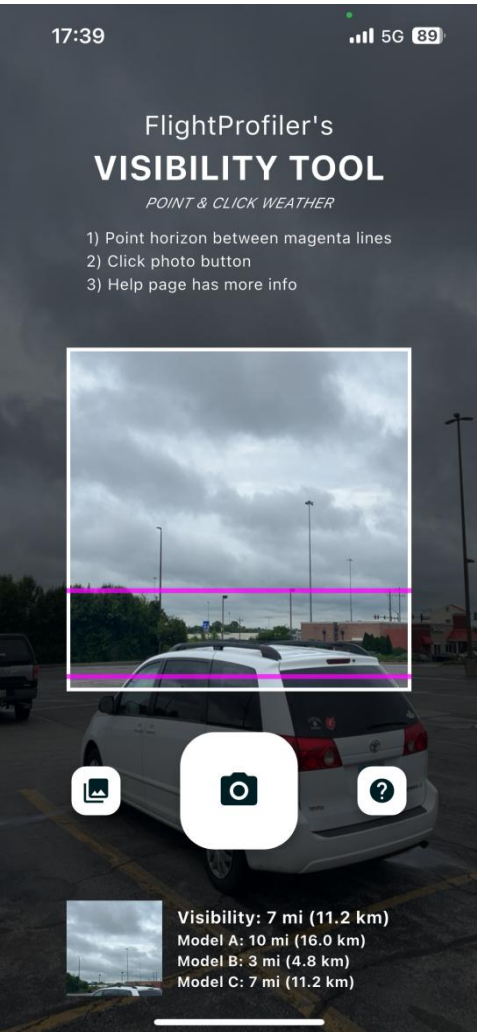 17:39
5G 89
FlightProfiler's
VISIBILITY TOOL
POINT & CLICK WEATHER
1) Point horizon between magenta lines
2) Click photo button
3) Help page has more info
Visibility: 7 mi (11.2 km)
Model A: 10 mi (16.0 km)
Model B: 3 mi (4.8 km)
Model C: 7 mi (11.2 km)